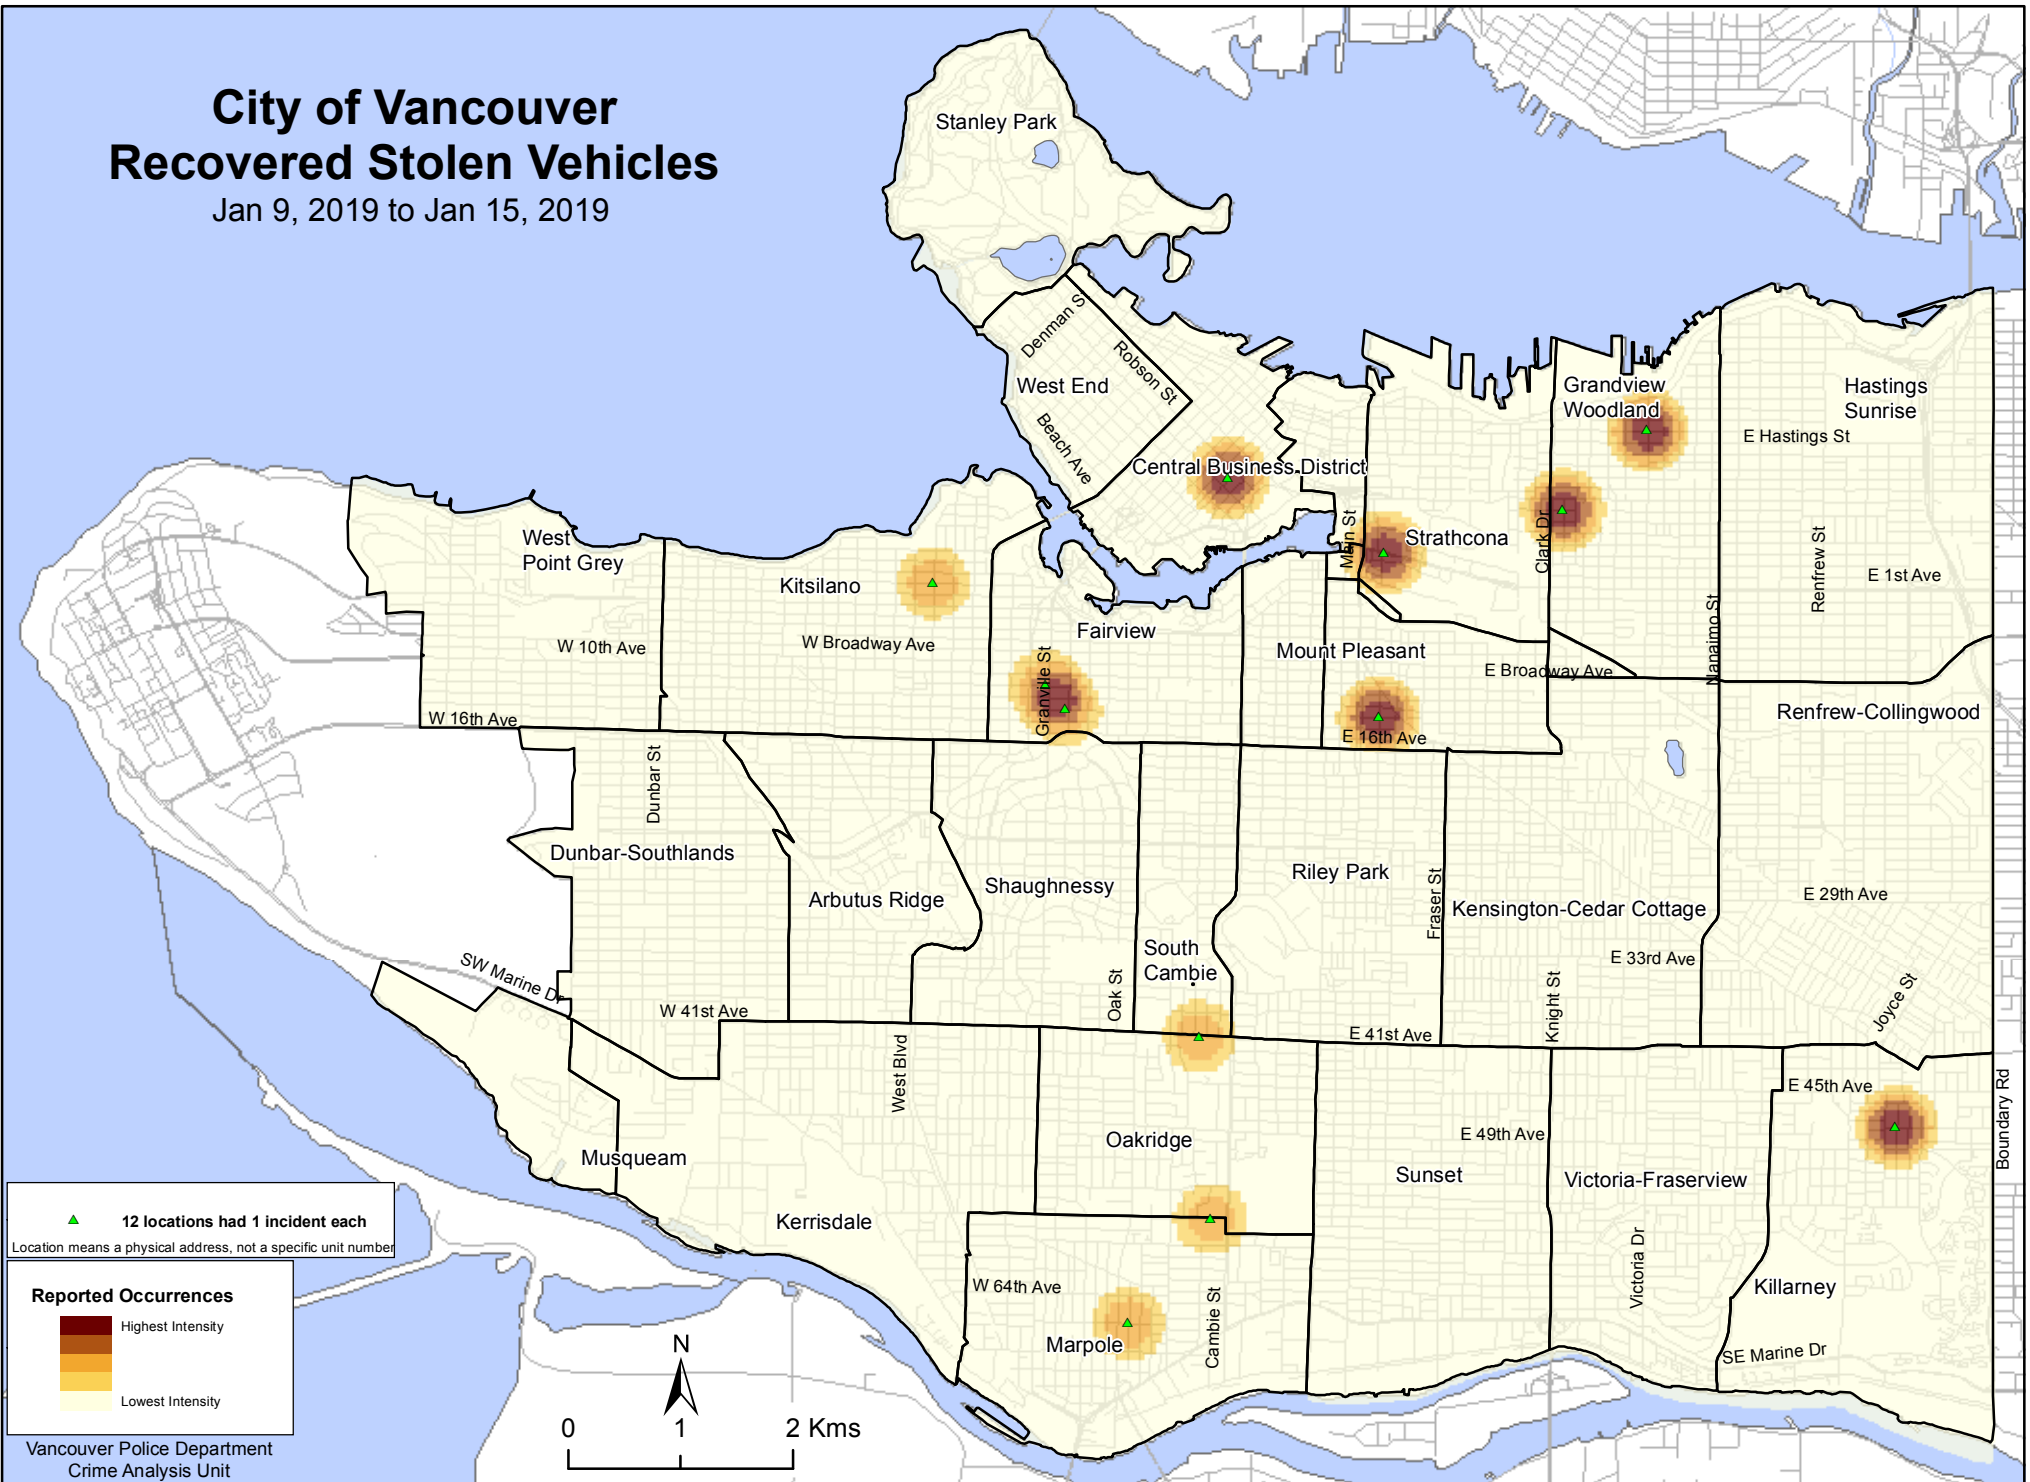 City of Vancouver
Recovered Stolen Vehicles
Jan 9, 2019 to Jan 15, 2019
Stanley Park
Denman S
Robson St
West End
Beach Ave
Central Business District
Grandview
Woodland
Hastings
Sunrise
E Hastings St
Main St
Strathcona
Clark Dr
Renfrew St
E 1st Ave
Nanaimo St
West
Point Grey
Kitsilano
W 10th Ave
W Broadway Ave
Fairview
Granville St
Mount Pleasant
E Broadway Ave
W 16th Ave
E 16th Ave
Renfrew-Collingwood
Dunbar St
Dunbar-Southlands
Arbutus Ridge
Shaughnessy
Riley Park
Fraser St
Kensington-Cedar Cottage
E 29th Ave
South
Cambie
E 33rd Ave
SW Marine Dr
W 41st Ave
Oak St
E 41st Ave
Knight St
Joyce St
West Blvd
E 45th Ave
Boundary Rd
Musqueam
Oakridge
E 49th Ave
Sunset
Victoria-Fraserview
Kerrisdale
Victoria Dr
Killarney
W 64th Ave
Cambie St
Marpole
SE Marine Dr
12 locations had 1 incident each
Location means a physical address, not a specific unit number
Reported Occurrences
Highest Intensity
Lowest Intensity
N
0 1 2 Kms
Vancouver Police Department
Crime Analysis Unit